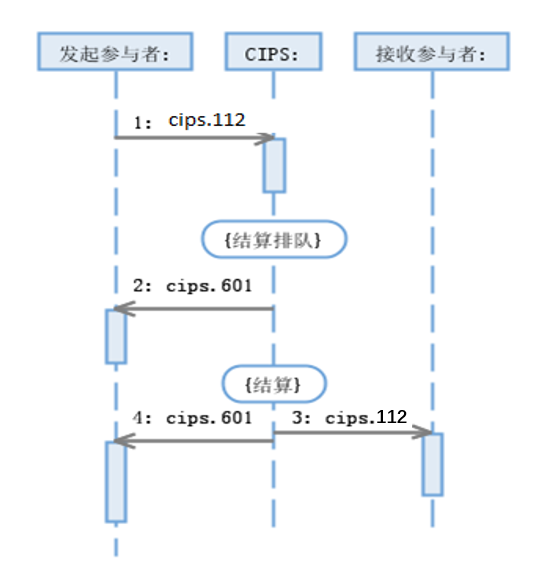 发起参与者:
CIPS:
接收参与者:
1: cips.112
{结算排队}
2: cips.601
{结算}
4: cips.601
3: cips.112